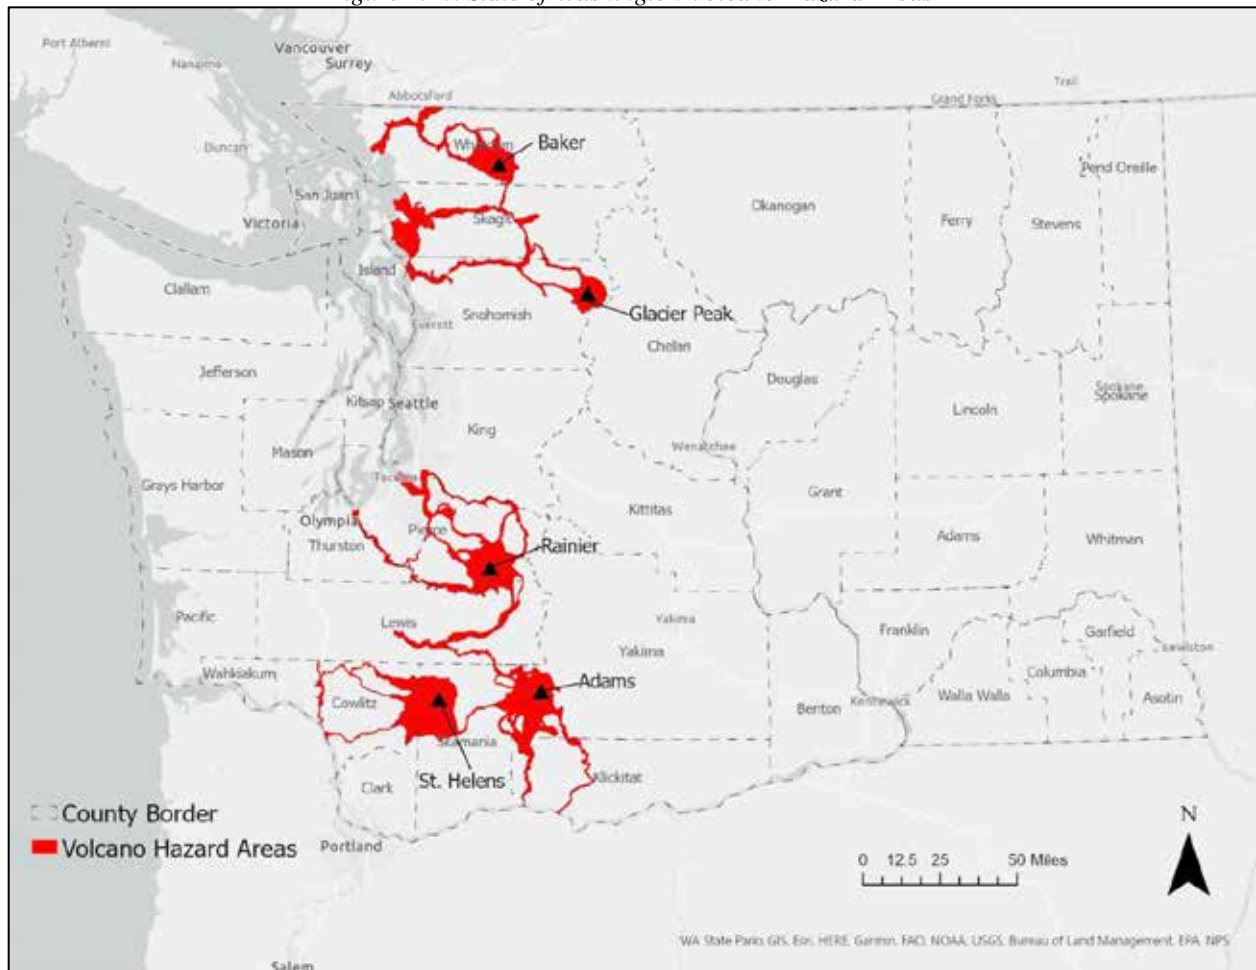 Port Alberni
Vancouver
Nanaimo
Surrey
Trail
Abbotsford
Grand Forks
Baker
Duncan
Pend Oreille
San Juan
Okanogan
Victoria
Skagit
Ferry
Stevens
Island
Clallam
Glacier Peak
Snohomish
Everett
Chelan
Jefferson
Douglas
Spokane
Spokane
Kitsap
Seattle
Lincoln
King
Mason
Wenatchee
Grays Harbor
Tacoma
Grant
Kittitas
Olympia
Pierce
Thurston
Rainier
Adams
Whitman
Pacific
Lewis
Yakima
Franklin
Garfield
Yakima
Lewiston
Wahkiakum
Adams
Columbia
Cowlitz
Benton
Kennewick
Walla Walla
Asotin
Skamania
St. Helens
Klickitat
Clark
County Border
Volcano Hazard Areas
Portland
N
0 12.5 25 50 Miles
WA State Parks GIS, Esri, HERE, Garmin, FAO, NOAA, USGS, Bureau of Land Management, EPA, NPS
Salem